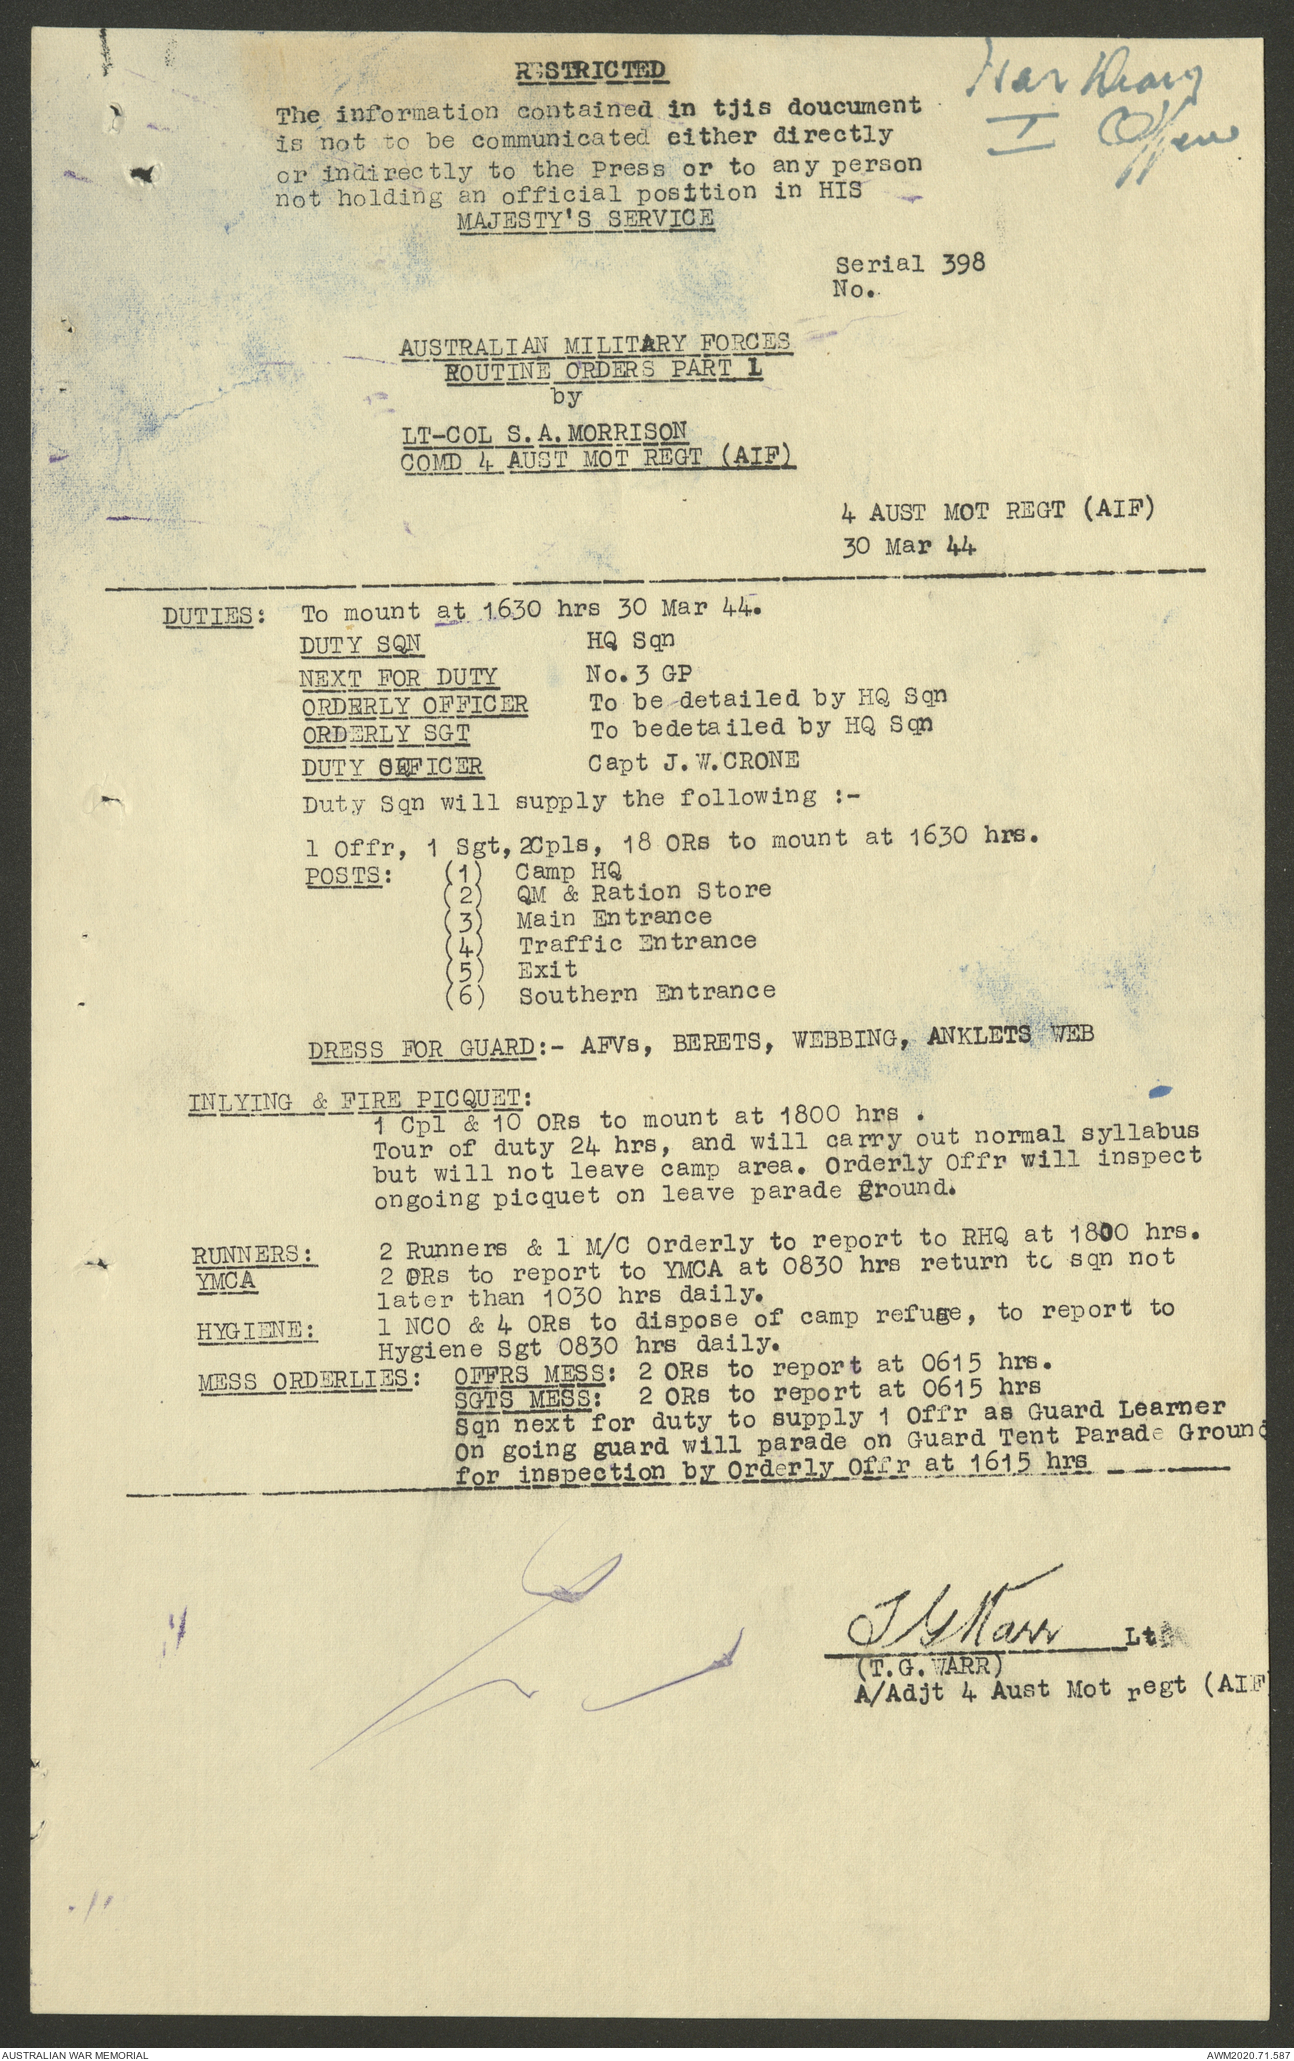 War Diary
I Offrw
RESTRICTED
The information contained in tjis doucument
is not to be communicated either directly
or indirectly to the Press or to any person
not holding an official position in HIS
MAJESTY'S SERVICE
Serial 398
No.
AUSTRALIAN MILITARY FORCES
ROUTINE ORDERS PART 1
by
LT-COL S.A.MORRISON
COMD 4 AUST MOT REGT (AIF)
4 AUST MOT REGT (AIF)
30 Mar 44
DUTIES: To mount at 1630 hrs 30 Mar 44.
DUTY SQN HQ Sqn
NEXT FOR DUTY No.3 GP
ORDERLY OFFICER To be detailed by HQ Sqn
ORDERLY SGT To bedetailed by HQ Sqn
DUTY OFFICER Capt J.W.CRONE
Duty Sqn will supply the following :-
1 Offr, 1 Sgt, 2Cpls, 18 ORs to mount at 1630 hrs.
POSTS: (1) Camp HQ
(2) QM & Ration Store
(3) Main Entrance
(4) Traffic Entrance
(5) Exit
(6) Southern Entrance
DRESS FOR GUARD:- AFVs, BERETS, WEBBING, ANKLETS WEB
INLYING & FIRE PICQUET:
1 Cpl & 10 ORs to mount at 1800 hrs .
Tour of duty 24 hrs, and will carry out normal syllabus
but will not leave camp area. Orderly Offr will inspect
ongoing picquet on leave parade ground.
RUNNERS: 2 Runners & 1 M/C Orderly to report to RHQ at 1800 hrs.
YMCA 2 ORs to report to YMCA at 0830 hrs return to sqn not
later than 1030 hrs daily.
HYGIENE: 1 NCO & 4 ORs to dispose of camp refuse, to report to
Hygiene Sgt 0830 hrs daily.
MESS ORDERLIES: OFFRS MESS: 2 ORs to report at 0615 hrs.
SGTS MESS: 2 ORs to report at 0615 hrs
Sqn next for duty to supply 1 Offr as Guard Learner
On going guard will parade on Guard Tent Parade Ground
for inspection by Orderly Offr at 1615 hrs
T G Warr Lt
(T.G.WARR)
A/Adjt 4 Aust Mot regt (AIF)
AUSTRALIAN WAR MEMORIAL
AWM2020.71.587